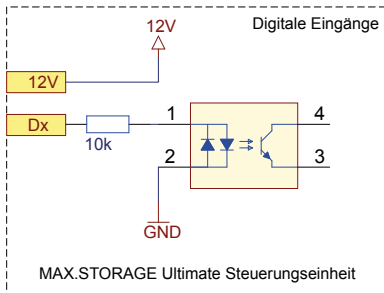 Digitale Eingänge
12V
12V
Dx
10k
1
4
2
3
GND
MAX.STORAGE Ultimate Steuerungseinheit